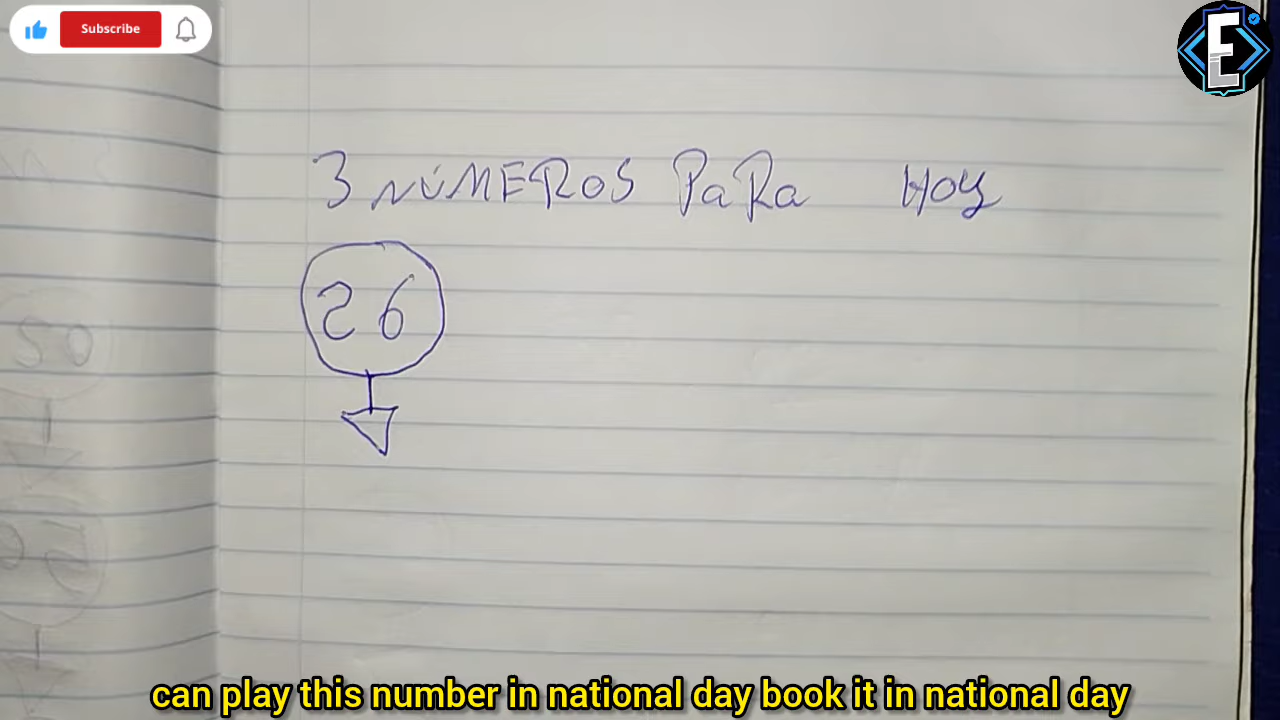 Subscribe
E
3 NÚMEROS PaRa HOY
26
can play this number in national day book it in national day